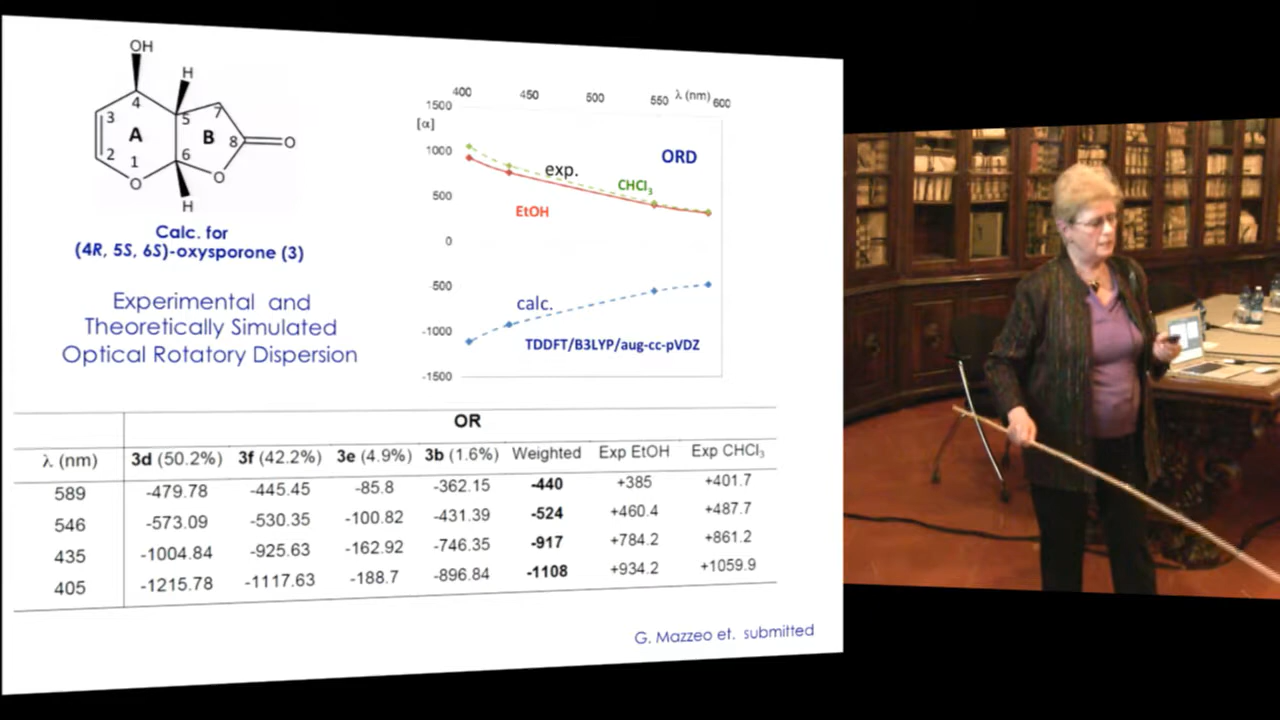 OH
H
3
4
5
7
A
B
8
O
2
1
6
O
O
H
Calc. for
(4R, 5S, 6S)-oxysporone (3)
Experimental and
Theoretically Simulated
Optical Rotatory Dispersion
400 450 500 550 λ (nm) 600
1500
[α]
1000
500
0
-500
-1000
-1500
exp.
ORD
CHCl3
EtOH
calc.
TDDFT/B3LYP/aug-cc-pVDZ
OR
λ (nm) 3d (50.2%) 3f (42.2%) 3e (4.9%) 3b (1.6%) Weighted Exp EtOH Exp CHCl3
589 -479.78 -445.45 -85.8 -362.15 -440 +385 +401.7
546 -573.09 -530.35 -100.82 -431.39 -524 +460.4 +487.7
435 -1004.84 -925.63 -162.92 -746.35 -917 +784.2 +861.2
405 -1215.78 -1117.63 -188.7 -896.84 -1108 +934.2 +1059.9
G. Mazzeo et. submitted